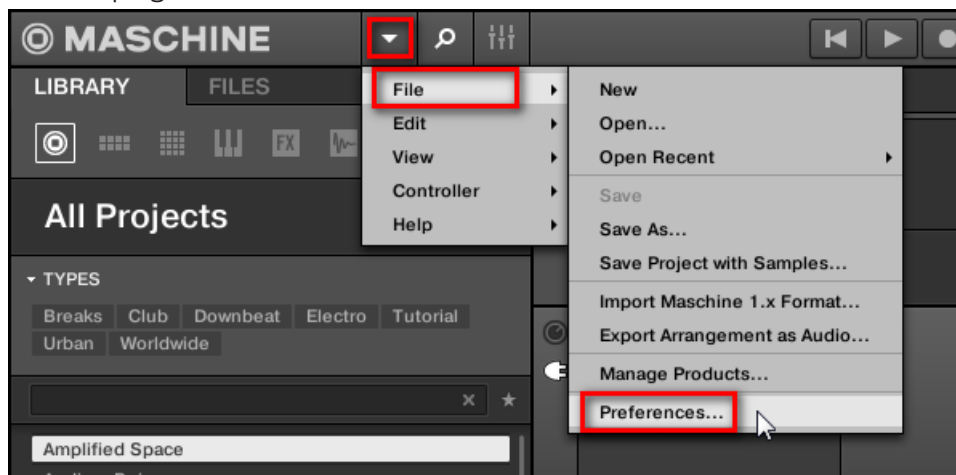 MASCHINE
LIBRARY FILES
FX
All Projects
TYPES
Breaks Club Downbeat Electro Tutorial
Urban Worldwide
Amplified Space
File
Edit
View
Controller
Help
New
Open...
Open Recent
Save
Save As...
Save Project with Samples...
Import Maschine 1.x Format...
Export Arrangement as Audio...
Manage Products...
Preferences...